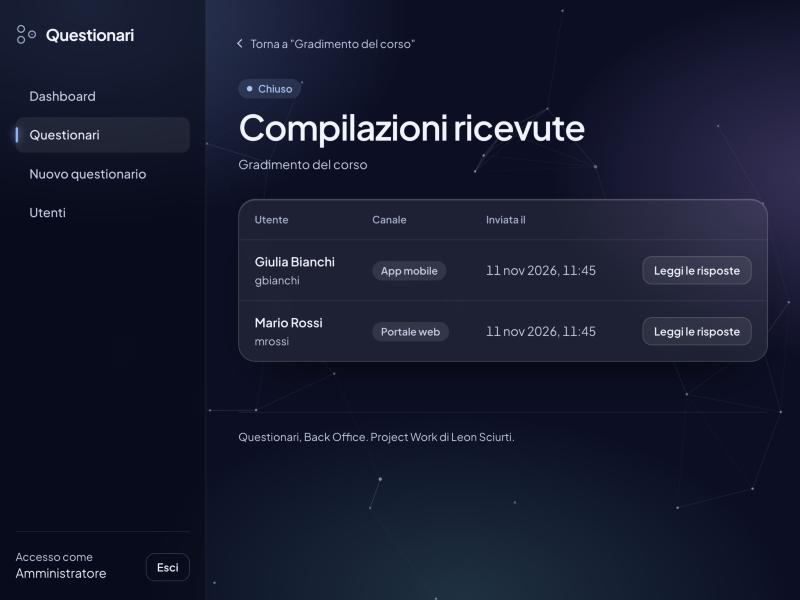 Questionari
Dashboard
Questionari
Nuovo questionario
Utenti
Accesso come
Amministratore
Esci
Torna a "Gradimento del corso"
Chiuso
Compilazioni ricevute
Gradimento del corso
Utente Canale Inviata il
Giulia Bianchi
gbianchi
App mobile
11 nov 2026, 11:45
Leggi le risposte
Mario Rossi
mrossi
Portale web
11 nov 2026, 11:45
Leggi le risposte
Questionari, Back Office. Project Work di Leon Sciurti.